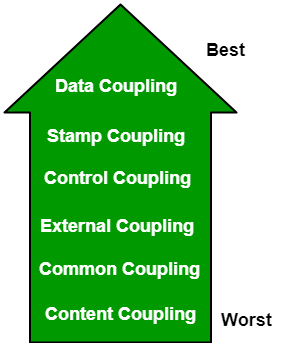 Best
Data Coupling
Stamp Coupling
Control Coupling
External Coupling
Common Coupling
Content Coupling
Worst